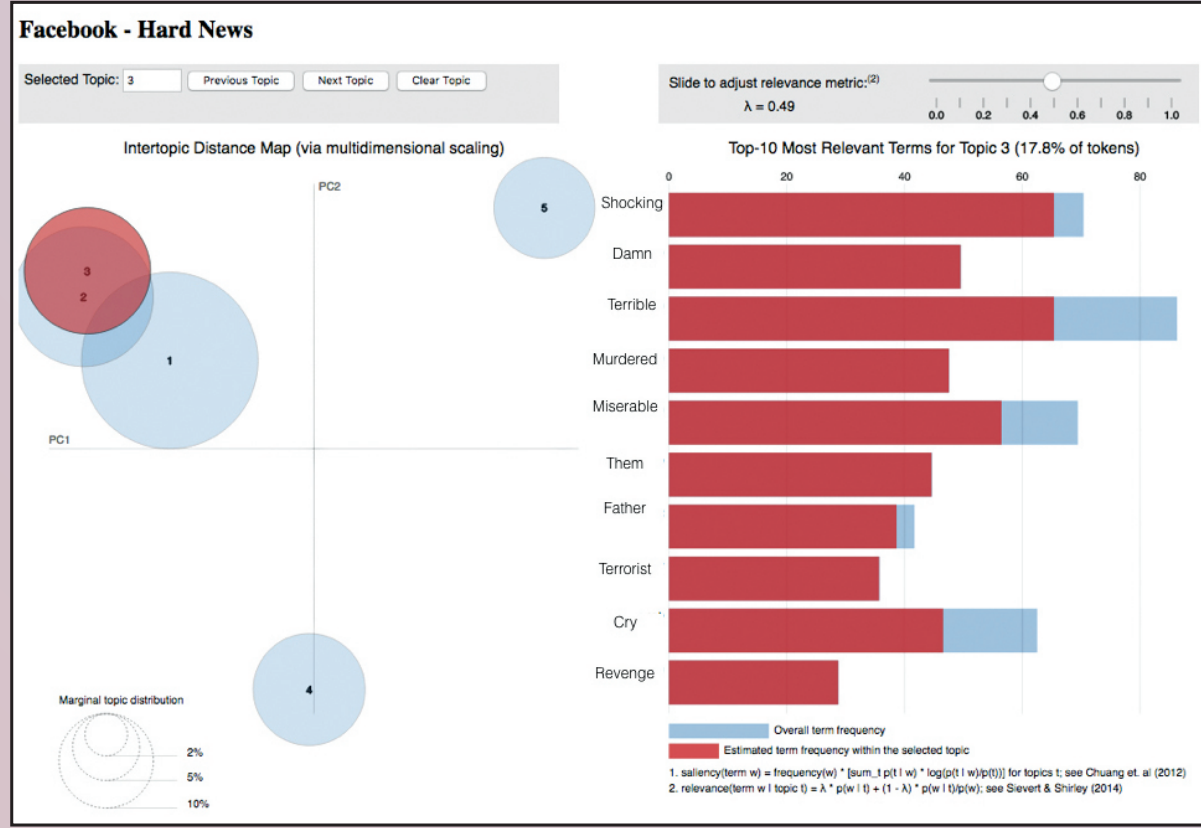 Facebook - Hard News
Selected Topic: 3
Previous Topic
Next Topic
Clear Topic
Slide to adjust relevance metric:(2)
λ = 0.49
0.0 0.2 0.4 0.6 0.8 1.0
Intertopic Distance Map (via multidimensional scaling)
PC2
PC1
5
3
2
1
4
Marginal topic distribution
2%
5%
10%
Top-10 Most Relevant Terms for Topic 3 (17.8% of tokens)
0 20 40 60 80
Shocking
Damn
Terrible
Murdered
Miserable
Them
Father
Terrorist
Cry
Revenge
Overall term frequency
Estimated term frequency within the selected topic
1. saliency(term w) = frequency(w) * [sum_t p(t l w) * log(p(t l w)/p(t))] for topics t; see Chuang et. al (2012)
2. relevance(term w l topic t) = λ * p(w l t) + (1 - λ) * p(w l t)/p(w); see Sievert & Shirley (2014)